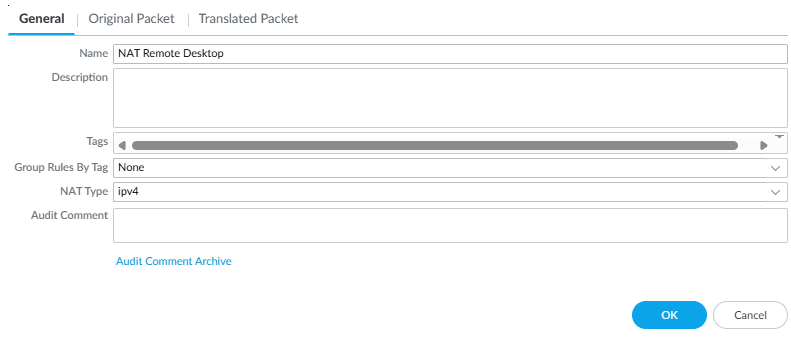 General Original Packet Translated Packet
Name NAT Remote Desktop
Description
Tags
Group Rules By Tag None
NAT Type ipv4
Audit Comment
Audit Comment Archive
OK Cancel